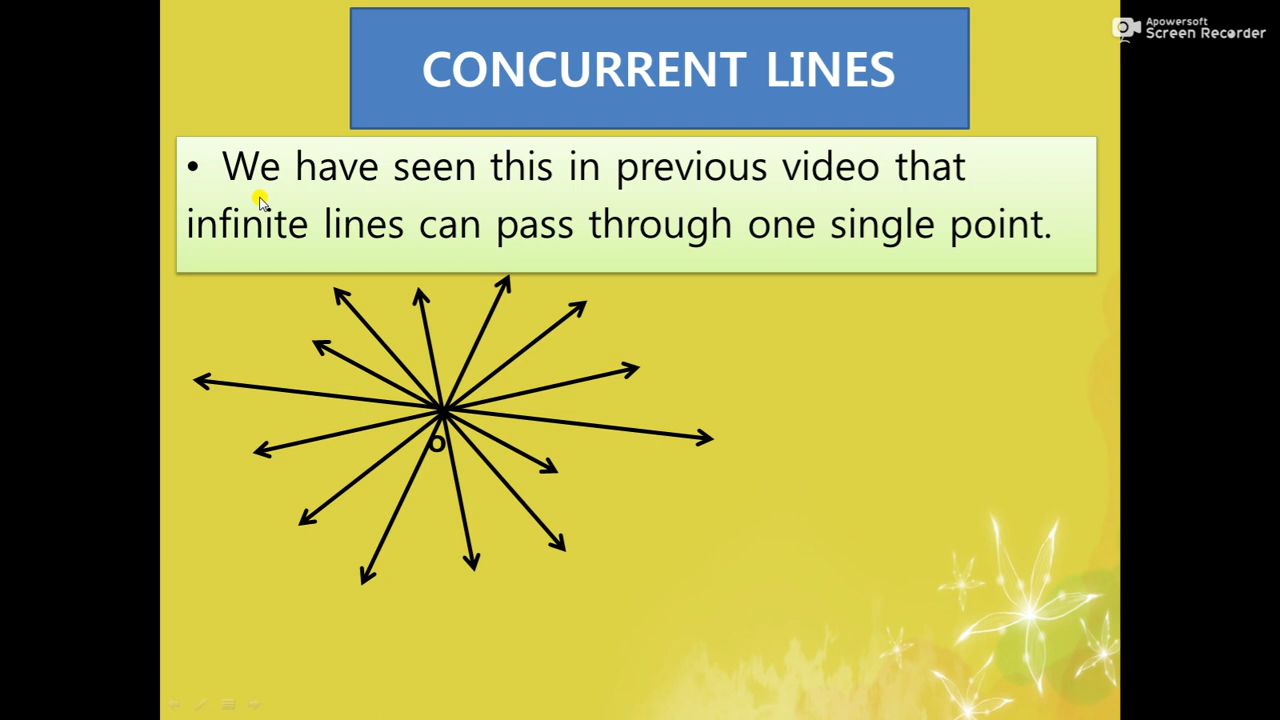 CONCURRENT LINES
Apowersoft
Screen Recorder
• We have seen this in previous video that
infinite lines can pass through one single point.
O